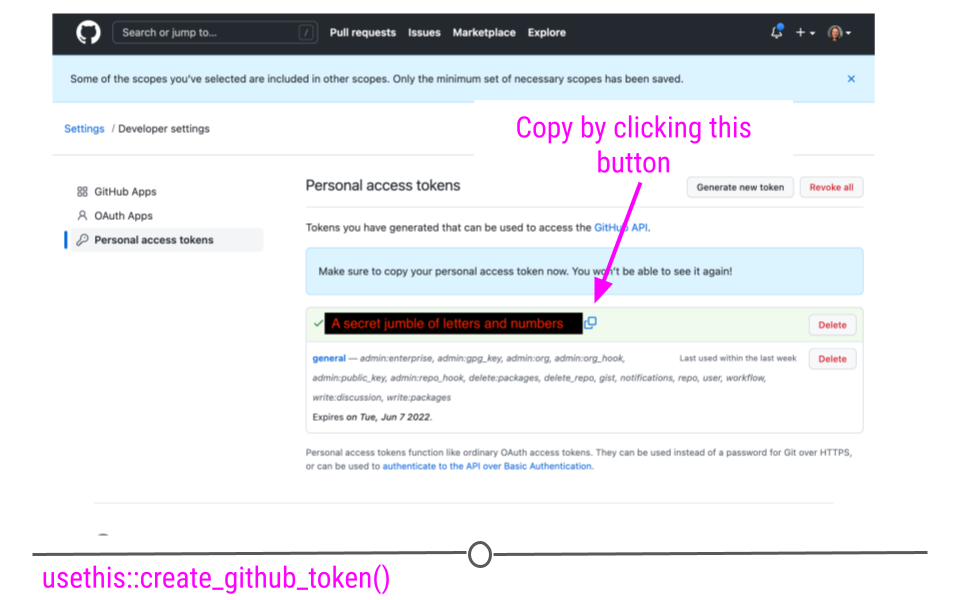 Search or jump to...
/
Pull requests Issues Marketplace Explore
Some of the scopes you've selected are included in other scopes. Only the minimum set of necessary scopes has been saved.
Settings / Developer settings
Copy by clicking this
button
GitHub Apps
OAuth Apps
Personal access tokens
Personal access tokens
Generate new token
Revoke all
Tokens you have generated that can be used to access the GitHub API.
Make sure to copy your personal access token now. You won't be able to see it again!
A secret jumble of letters and numbers
Delete
general — admin:enterprise, admin:gpg_key, admin:org, admin:org_hook,
admin:public_key, admin:repo_hook, delete:packages, delete_repo, gist, notifications, repo, user, workflow,
write:discussion, write:packages
Last used within the last week
Delete
Expires on Tue, Jun 7 2022.
Personal access tokens function like ordinary OAuth access tokens. They can be used instead of a password for Git over HTTPS,
or can be used to authenticate to the API over Basic Authentication.
usethis::create_github_token()